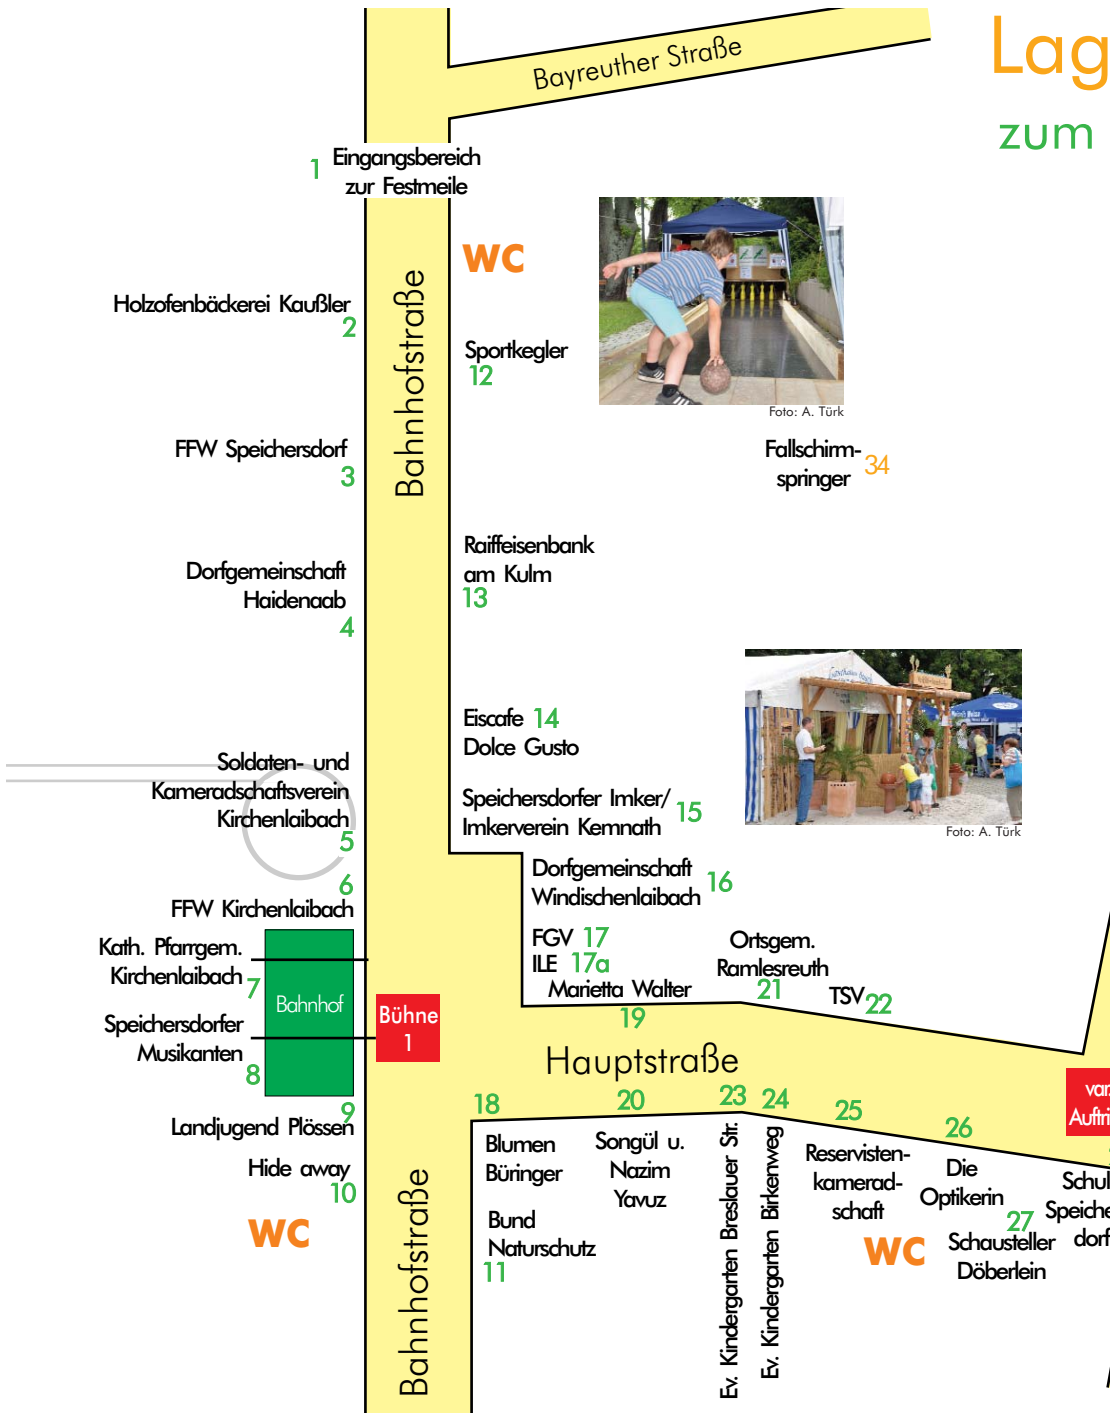 Lag
zum
Bayreuther Straße
1 Eingangsbereich
zur Festmeile
WC
Bahnhofstraße
Holzofenbäckerei Kaußler
2
Sportkegler
12
Foto: A. Türk
FFW Speichersdorf
3
Fallschirm-
springer 34
Raiffeisenbank
am Kulm
13
Dorfgemeinschaft
Haidenaab
4
Eiscafe 14
Dolce Gusto
Soldaten- und
Kameradschaftsverein
Kirchenlaibach
5
Speichersdorfer Imker/
Imkerverein Kemnath 15
Foto: A. Türk
6
FFW Kirchenlaibach
Dorfgemeinschaft
Windischenlaibach 16
FGV 17
ILE 17a
Marietta Walter
19
Ortsgem.
Ramlesreuth
21
TSV 22
Kath. Pfarrgem.
Kirchenlaibach 7
Bahnhof
Bühne
1
Speichersdorfer
Musikanten
8
Hauptstraße
9
Landjugend Plössen
Hide away
10
WC
Bahnhofstraße
18
Blumen
Büringer
Bund
Naturschutz
11
20
Songül u.
Nazim
Yavuz
23
Ev. Kindergarten Breslauer Str.
24
Ev. Kindergarten Birkenweg
25
Reservisten-
kamerad-
schaft
WC
26
Die
Optikerin
27
Schausteller
Döberlein
var.
Auftri
Schul
Speiche
dorf